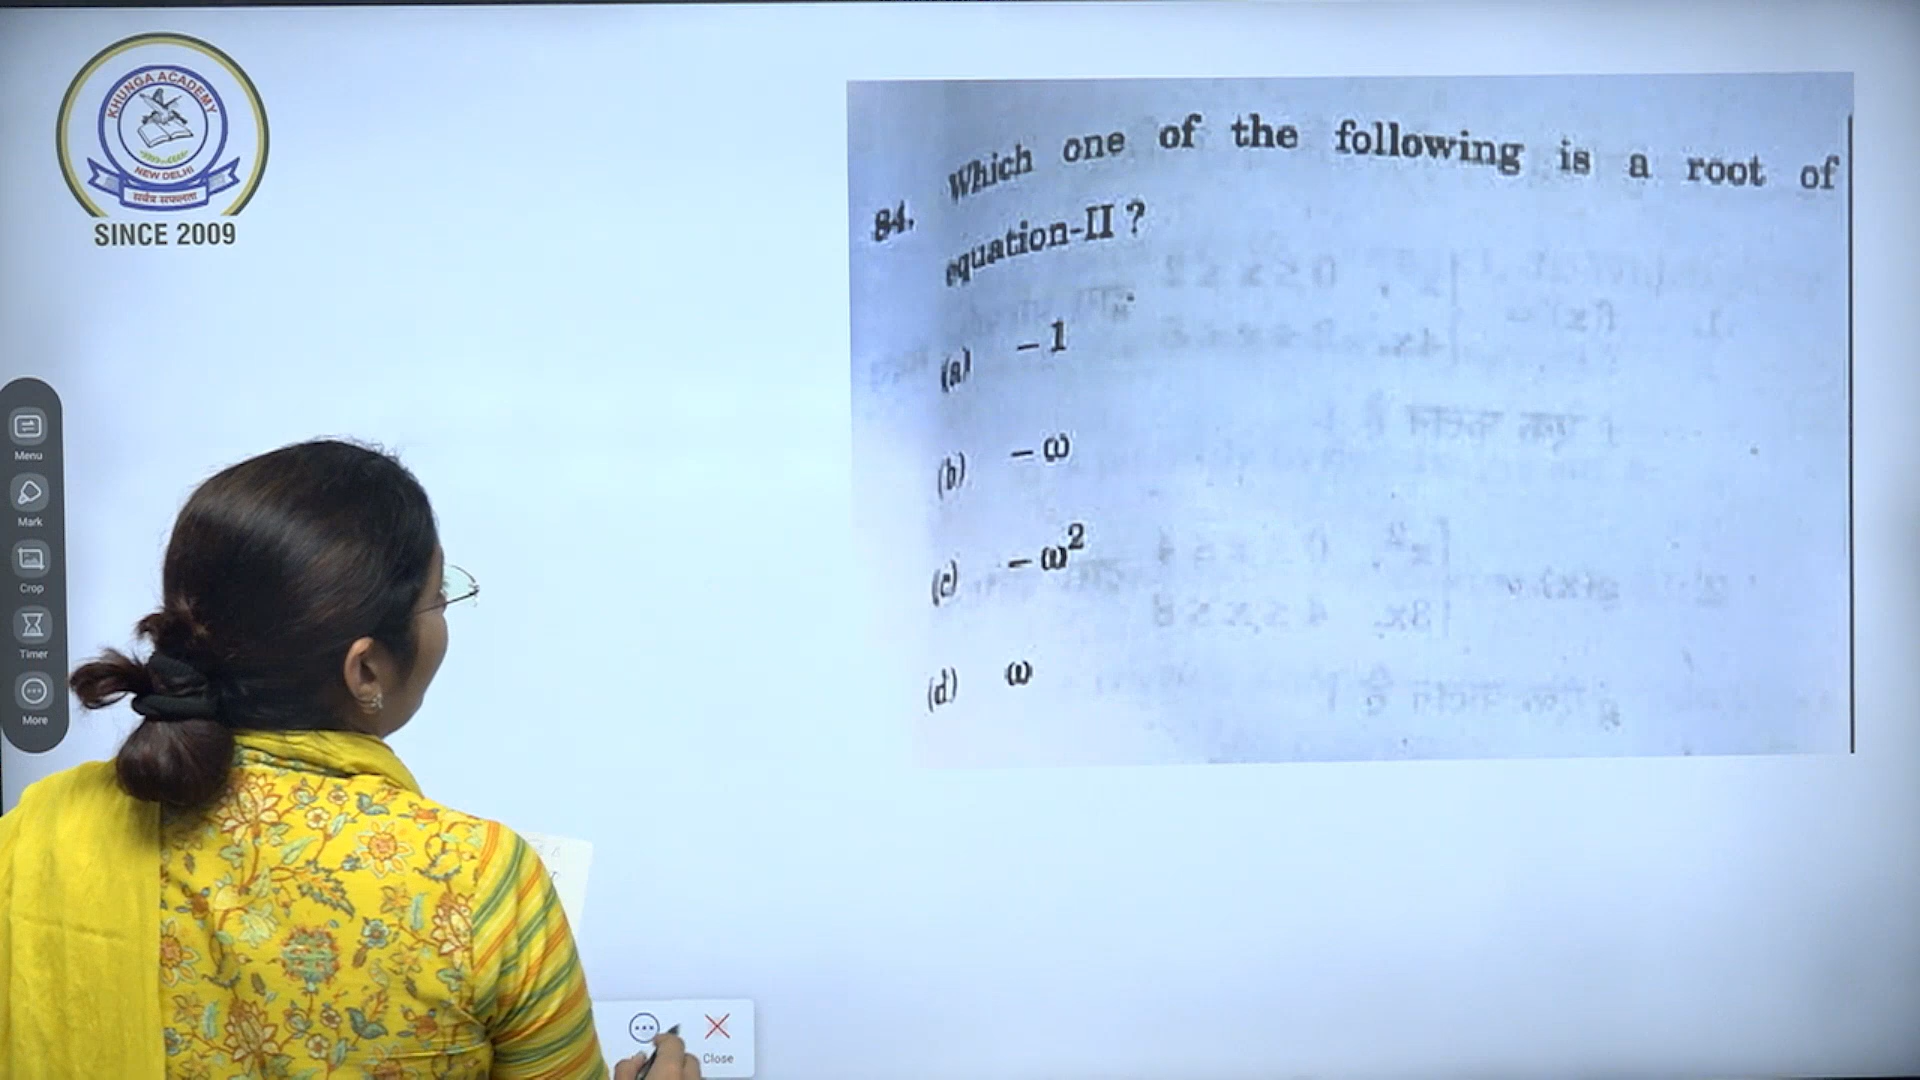 KHUNGA ACADEMY
NEW DELHI
सर्वत्र सफलता
SINCE 2009
84. Which one of the following is a root of
equation-II ?
(a) – 1
(b) – ω
(c) – ω²
(d) ω
Menu
Mark
Crop
Timer
More
Close